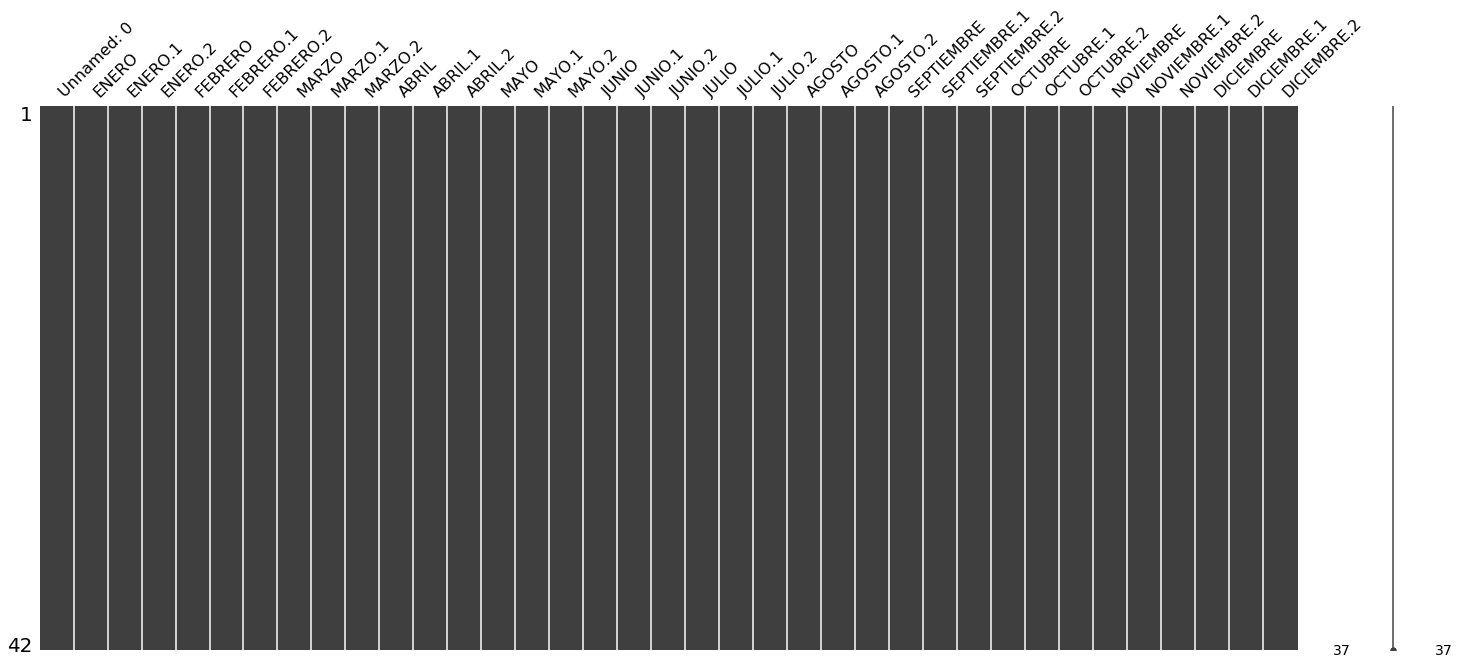 Unnamed: 0
ENERO
ENERO.1
ENERO.2
FEBRERO
FEBRERO.1
FEBRERO.2
MARZO
MARZO.1
MARZO.2
ABRIL
ABRIL.1
ABRIL.2
MAYO
MAYO.1
MAYO.2
JUNIO
JUNIO.1
JUNIO.2
JULIO
JULIO.1
JULIO.2
AGOSTO
AGOSTO.1
AGOSTO.2
SEPTIEMBRE
SEPTIEMBRE.1
SEPTIEMBRE.2
OCTUBRE
OCTUBRE.1
OCTUBRE.2
NOVIEMBRE
NOVIEMBRE.1
NOVIEMBRE.2
DICIEMBRE
DICIEMBRE.1
DICIEMBRE.2
1
42
37
37